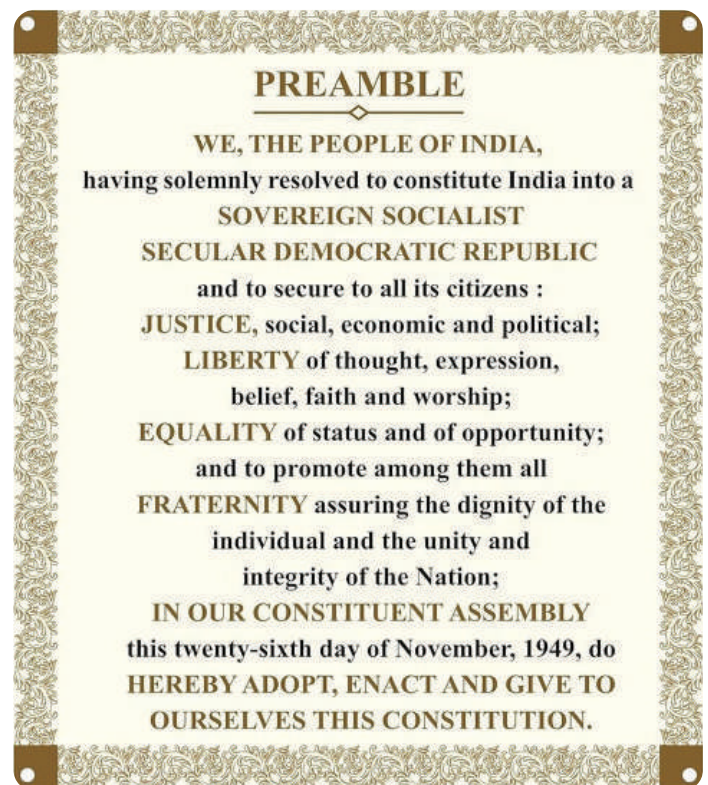 PREAMBLE
WE, THE PEOPLE OF INDIA,
having solemnly resolved to constitute India into a
SOVEREIGN SOCIALIST
SECULAR DEMOCRATIC REPUBLIC
and to secure to all its citizens :
JUSTICE, social, economic and political;
LIBERTY of thought, expression,
belief, faith and worship;
EQUALITY of status and of opportunity;
and to promote among them all
FRATERNITY assuring the dignity of the
individual and the unity and
integrity of the Nation;
IN OUR CONSTITUENT ASSEMBLY
this twenty-sixth day of November, 1949, do
HEREBY ADOPT, ENACT AND GIVE TO
OURSELVES THIS CONSTITUTION.